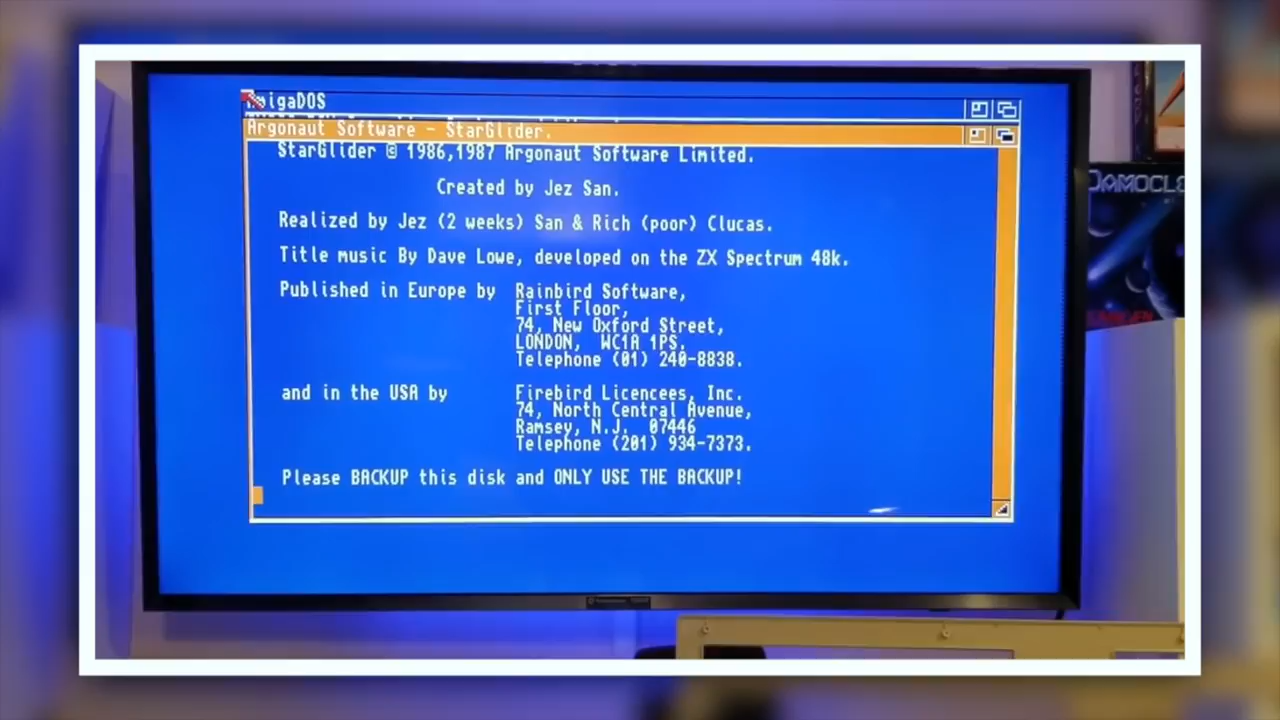 AmigaDOS
Argonaut Software - StarGlider.
StarGlider © 1986,1987 Argonaut Software Limited.
Created by Jez San.
Realized by Jez (2 weeks) San & Rich (poor) Clucas.
Title music By Dave Lowe, developed on the ZX Spectrum 48k.
Published in Europe by Rainbird Software,
First Floor,
74, New Oxford Street,
LONDON, WC1A 1PS.
Telephone (01) 240-8838.
and in the USA by Firebird Licencees, Inc.
74, North Central Avenue,
Ramsey, N.J. 07446
Telephone (201) 934-7373.
Please BACKUP this disk and ONLY USE THE BACKUP!
DAMOCLE